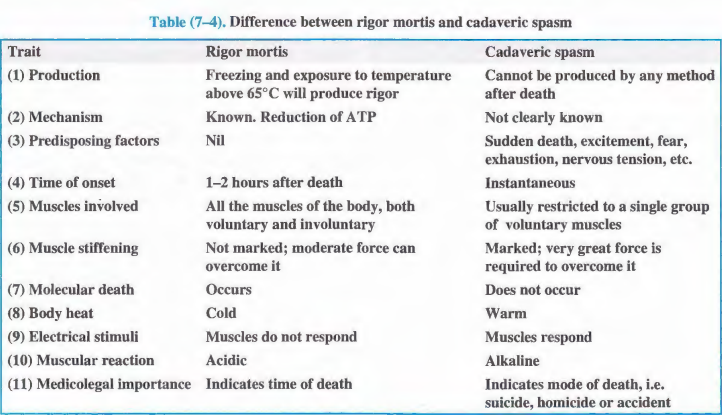 Table (7–4). Difference between rigor mortis and cadaveric spasm
Trait Rigor mortis Cadaveric spasm
(1) Production Freezing and exposure to temperature Cannot be produced by any method
above 65°C will produce rigor after death
(2) Mechanism Known. Reduction of ATP Not clearly known
(3) Predisposing factors Nil Sudden death, excitement, fear,
exhaustion, nervous tension, etc.
(4) Time of onset 1–2 hours after death Instantaneous
(5) Muscles involved All the muscles of the body, both Usually restricted to a single group
voluntary and involuntary of voluntary muscles
(6) Muscle stiffening Not marked; moderate force can Marked; very great force is
overcome it required to overcome it
(7) Molecular death Occurs Does not occur
(8) Body heat Cold Warm
(9) Electrical stimuli Muscles do not respond Muscles respond
(10) Muscular reaction Acidic Alkaline
(11) Medicolegal importance Indicates time of death Indicates mode of death, i.e.
suicide, homicide or accident